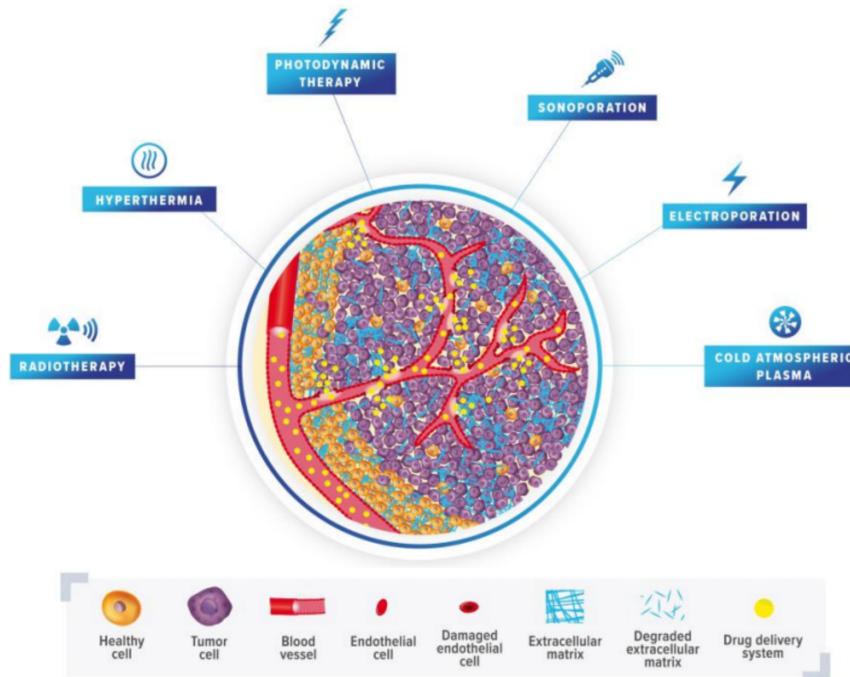 PHOTODYNAMIC
THERAPY
SONOPORATION
HYPERTHERMIA
ELECTROPORATION
RADIOTHERAPY
COLD ATMOSPHERIC
PLASMA
Healthy
cell
Tumor
cell
Blood
vessel
Endothelial
cell
Damaged
endothelial
cell
Extracellular
matrix
Degraded
extracellular
matrix
Drug delivery
system